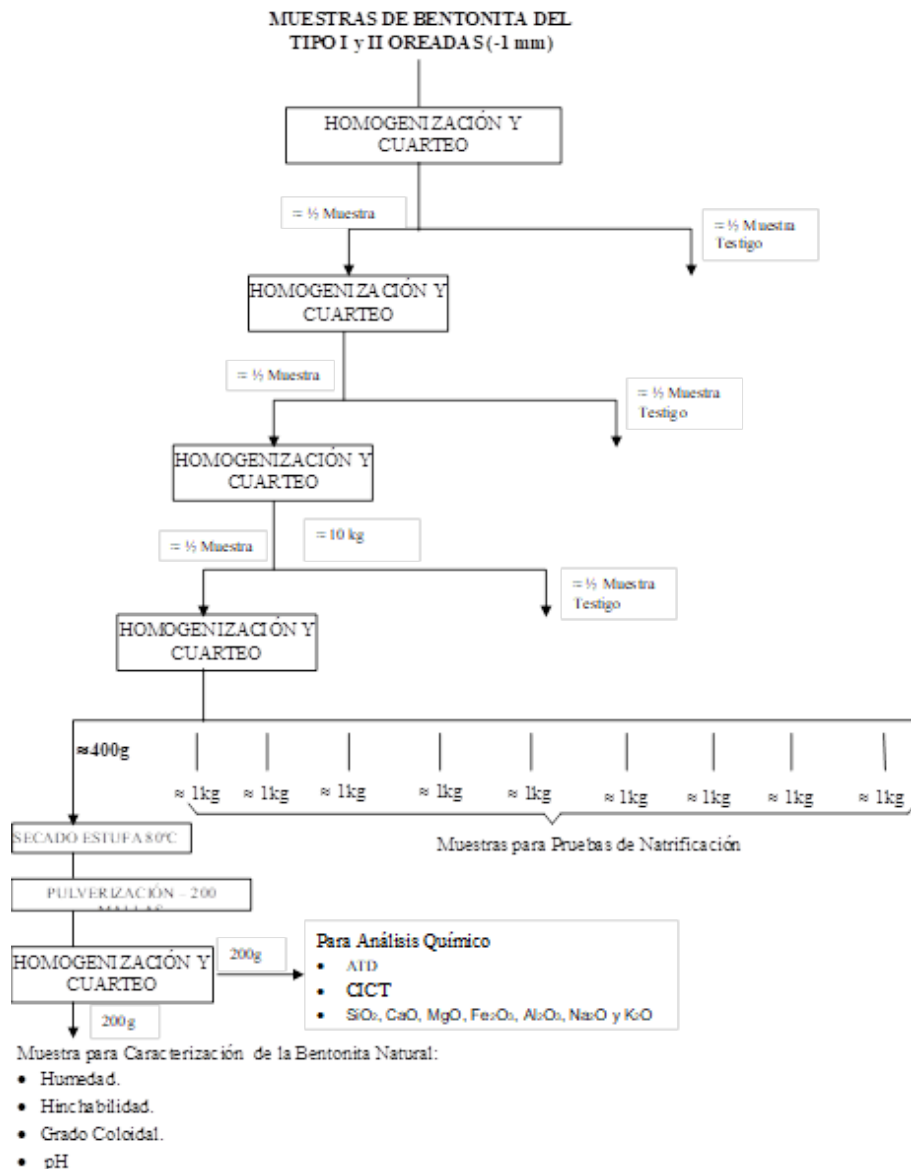 MUESTRAS DE BENTONITA DEL
TIPO I y II OREADAS (-1 mm)
HOMOGENIZACIÓN Y
CUARTEO
= ½ Muestra
= ½ Muestra
Testigo
HOMOGENIZACIÓN Y
CUARTEO
= ½ Muestra
= ½ Muestra
Testigo
HOMOGENIZACIÓN Y
CUARTEO
= ½ Muestra
= 10 kg
= ½ Muestra
Testigo
HOMOGENIZACIÓN Y
CUARTEO
≈400g
≈ 1kg ≈ 1kg ≈ 1kg ≈ 1kg ≈ 1kg ≈ 1kg ≈ 1kg ≈ 1kg ≈ 1kg
SECADO ESTUFA 80ºC
Muestras para Pruebas de Natrificación
PULVERIZACIÓN – 200
MALLAS
HOMOGENIZACIÓN Y
CUARTEO
200g
Para Análisis Químico
• ATD
• CICT
• SiO₂, CaO, MgO, Fe₂O₃, Al₂O₃, Na₂O y K₂O
200g
Muestra para Caracterización de la Bentonita Natural:
• Humedad.
• Hinchabilidad.
• Grado Coloidal.
• pH